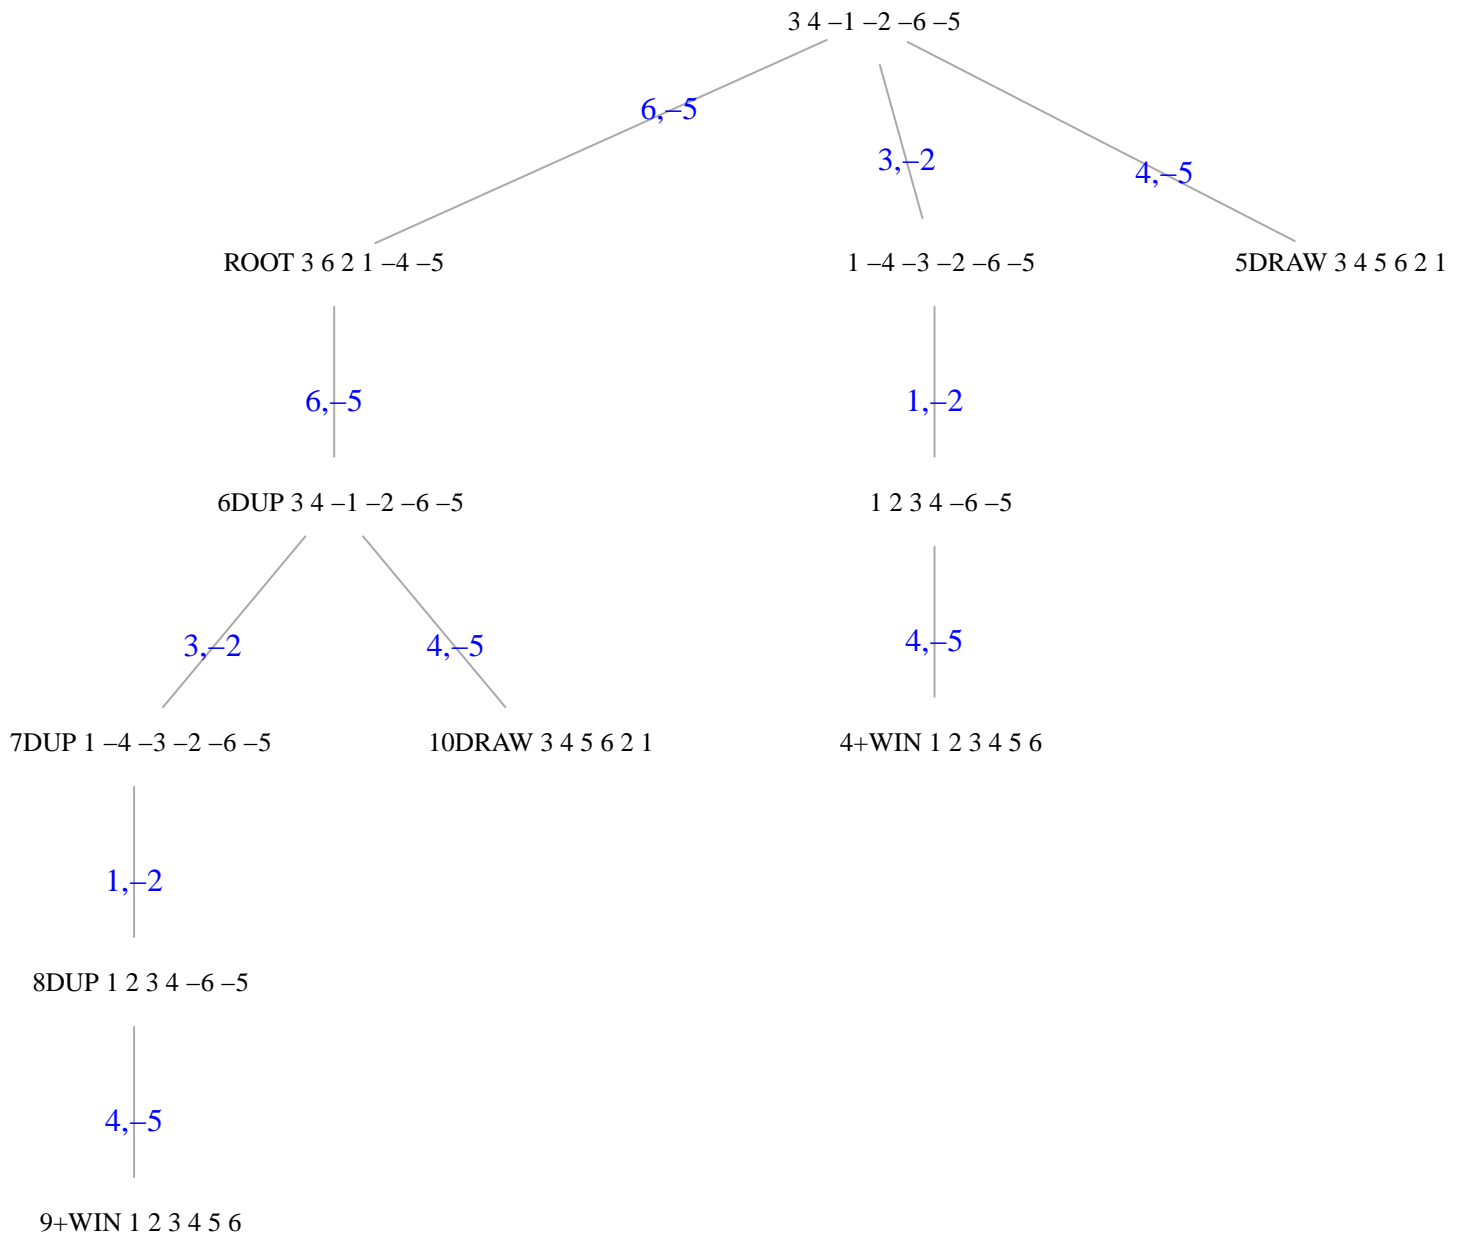 3 4 –1 –2 –6 –5
6,–5
3,–2
4,–5
ROOT 3 6 2 1 –4 –5
1 –4 –3 –2 –6 –5
5DRAW 3 4 5 6 2 1
6,–5
1,–2
6DUP 3 4 –1 –2 –6 –5
1 2 3 4 –6 –5
3,–2
4,–5
4,–5
7DUP 1 –4 –3 –2 –6 –5
10DRAW 3 4 5 6 2 1
4+WIN 1 2 3 4 5 6
1,–2
8DUP 1 2 3 4 –6 –5
4,–5
9+WIN 1 2 3 4 5 6